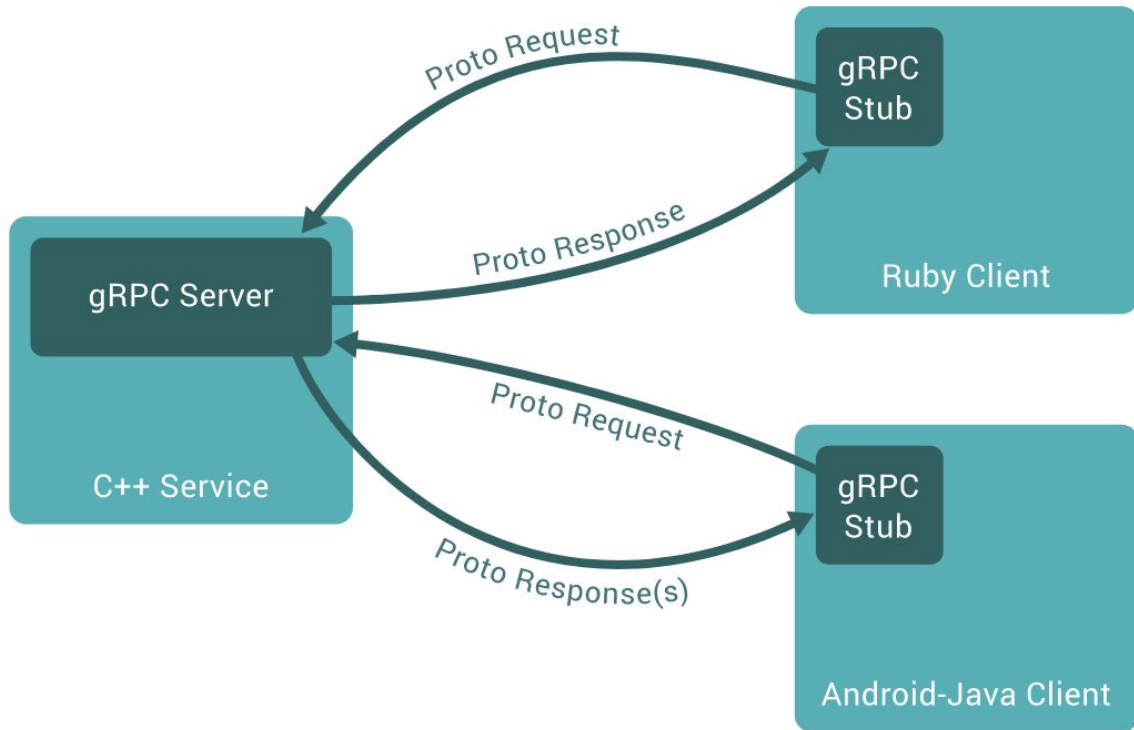 Proto Request
gRPC
Stub
Proto Response
Ruby Client
gRPC Server
C++ Service
Proto Request
gRPC
Stub
Proto Response(s)
Android-Java Client